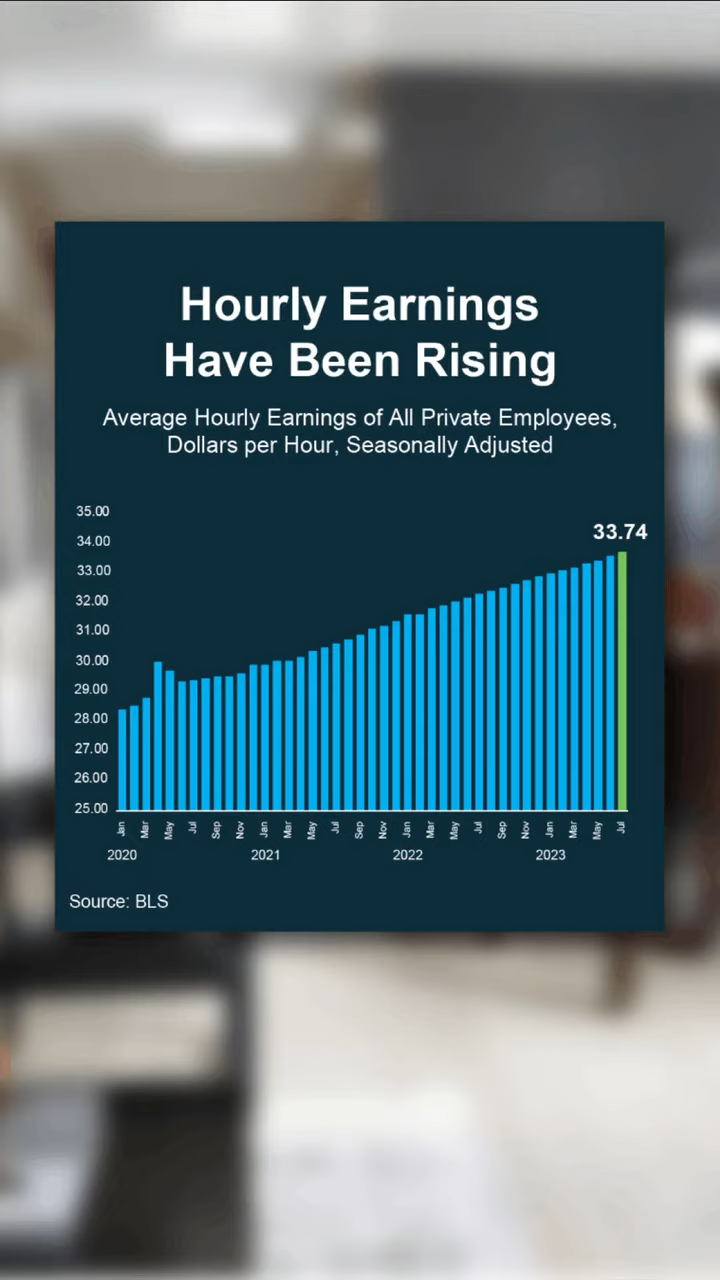 Hourly Earnings
Have Been Rising
Average Hourly Earnings of All Private Employees,
Dollars per Hour, Seasonally Adjusted
35.00
34.00
33.00
32.00
31.00
30.00
29.00
28.00
27.00
26.00
25.00
33.74
Jan Mar May Jul Sep Nov Jan Mar May Jul Sep Nov Jan Mar May Jul Sep Nov Jan Mar May Jul
2020 2021 2022 2023
Source: BLS